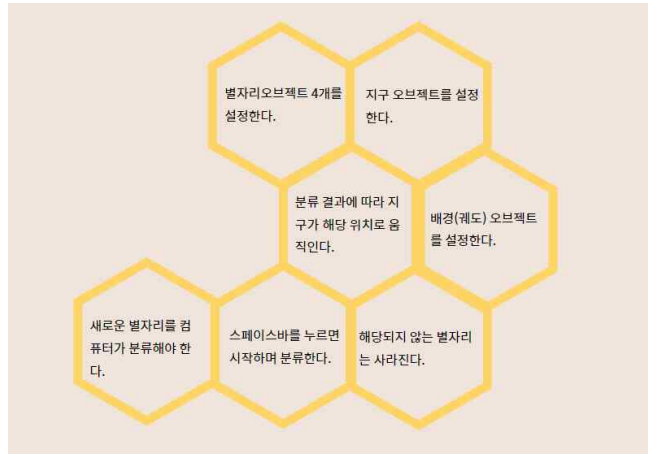 별자리오브젝트 4개를
설정한다.
지구 오브젝트를 설정
한다.
분류 결과에 따라 지
구가 해당 위치로 움
직인다.
배경(궤도) 오브젝트
를 설정한다.
새로운 별자리를 컴
퓨터가 분류해야 한
다.
스페이스바를 누르면
시작하며 분류한다.
해당되지 않는 별자리
는 사라진다.